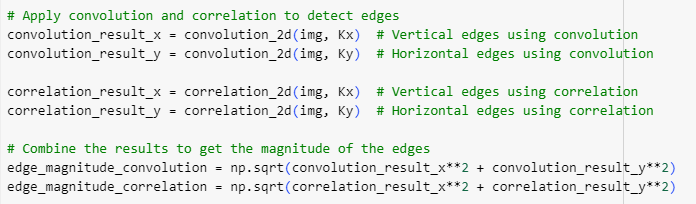 # Apply convolution and correlation to detect edges
convolution_result_x = convolution_2d(img, Kx)  # Vertical edges using convolution
convolution_result_y = convolution_2d(img, Ky)  # Horizontal edges using convolution
correlation_result_x = correlation_2d(img, Kx)  # Vertical edges using correlation
correlation_result_y = correlation_2d(img, Ky)  # Horizontal edges using correlation
# Combine the results to get the magnitude of the edges
edge_magnitude_convolution = np.sqrt(convolution_result_x**2 + convolution_result_y**2)
edge_magnitude_correlation = np.sqrt(correlation_result_x**2 + correlation_result_y**2)